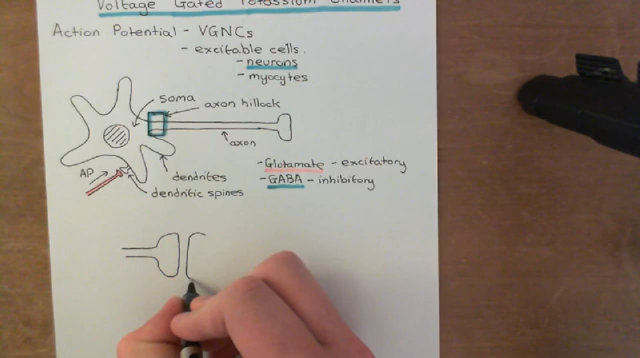 Voltage Gated Potassium Channels
Action Potential - VGNCs
- excitable cells.
- neurons
- myocytes
soma
axon hillock
axon
AP
dendrites
dendritic spines
- Glutamate - excitatory
- GABA - inhibitory